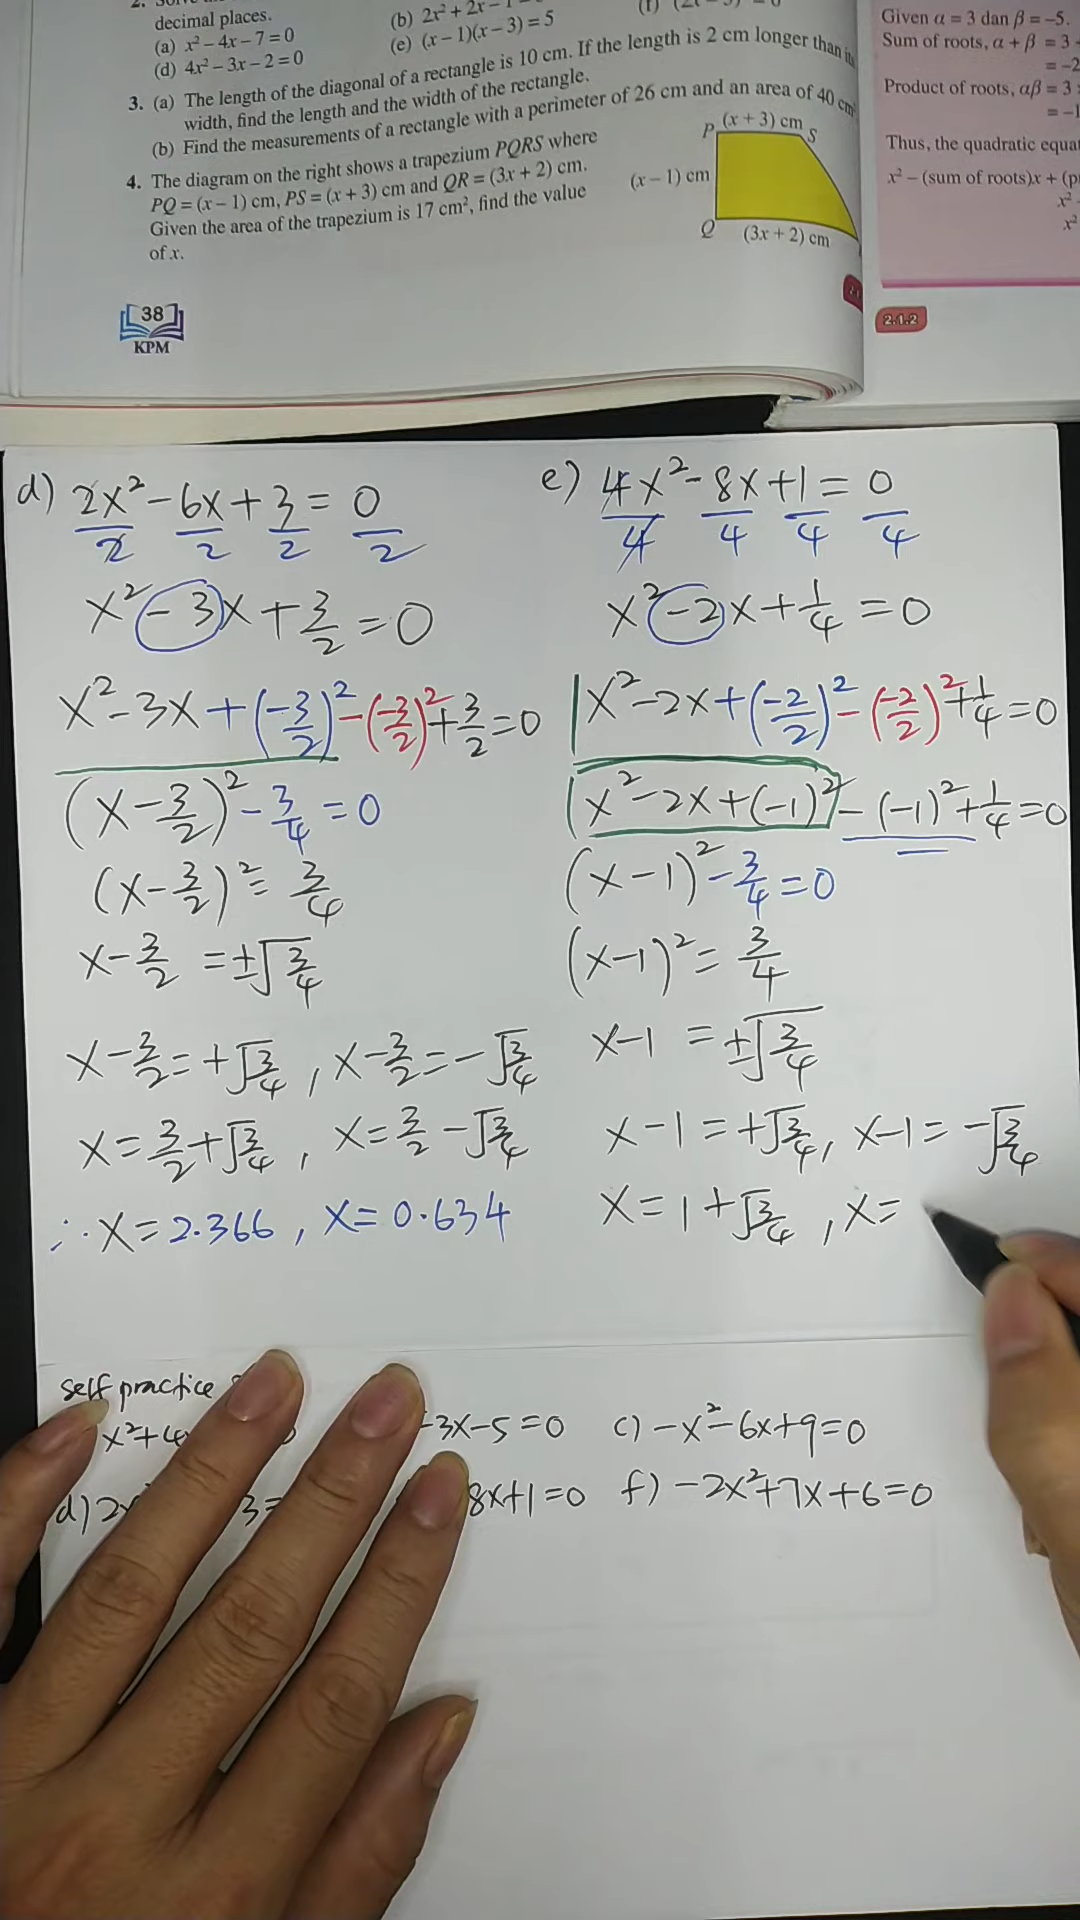 decimal places.
(a) x² – 4x – 7 = 0
(b) 2x² + 2x – 1
(d) 4x² – 3x – 2 = 0
(e) (x – 1)(x – 3) = 5
3. (a) The length of the diagonal of a rectangle is 10 cm. If the length is 2 cm longer than its
width, find the length and the width of the rectangle.
(b) Find the measurements of a rectangle with a perimeter of 26 cm and an area of 40 cm
4. The diagram on the right shows a trapezium PQRS where
PQ = (x – 1) cm, PS = (x + 3) cm and QR = (3x + 2) cm.
Given the area of the trapezium is 17 cm², find the value
of x.
P (x + 3) cm S
(x – 1) cm
Q (3x + 2) cm
38
KPM
Given α = 3 dan β = –5.
Sum of roots, α + β = 3
= –2
Product of roots, αβ = 3
= –1
Thus, the quadratic equa
x² – (sum of roots)x + (p
x²
x²
2.1.2
d) 2x² - 6x + 3 = 0
2 2 2 2
x² - 3x + 3/2 = 0
x² - 3x + (-3/2)² - (-3/2)² + 3/2 = 0
(x - 3/2)² - 3/4 = 0
(x - 3/2)² = 3/4
x - 3/2 = ±√3/4
x - 3/2 = +√3/4 , x - 3/2 = -√3/4
x = 3/2 + √3/4 , x = 3/2 - √3/4
∴ x = 2.366 , x = 0.634
e) 4x² - 8x + 1 = 0
4 4 4 4
x² - 2x + 1/4 = 0
x² - 2x + (-2/2)² - (-2/2)² + 1/4 = 0
x² - 2x + (-1)² - (-1)² + 1/4 = 0
(x - 1)² - 3/4 = 0
(x - 1)² = 3/4
x - 1 = ±√3/4
x - 1 = +√3/4 , x - 1 = -√3/4
x = 1 + √3/4 , x =
self practice
x² + 4 -3x - 5 = 0 c) -x² - 6x + 9 = 0
d) 2x 3 = 8x + 1 = 0 f) -2x² + 7x + 6 = 0